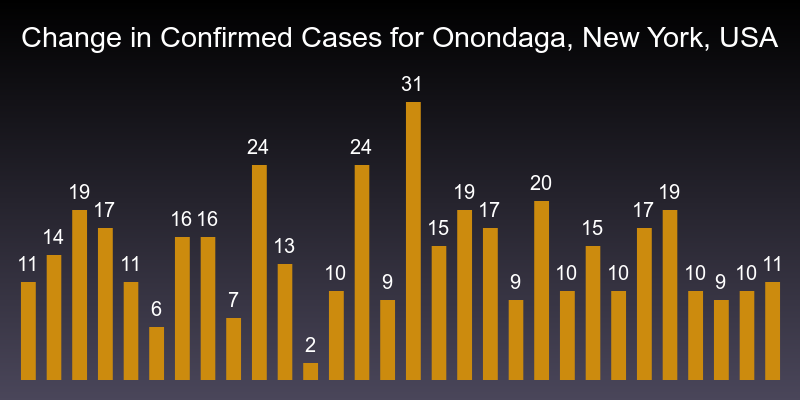 Change in Confirmed Cases for Onondaga, New York, USA
11 14 19 17 11 6 16 16 7 24 13 2 10 24 9 31 15 19 17 9 20 10 15 10 17 19 10 9 10 11